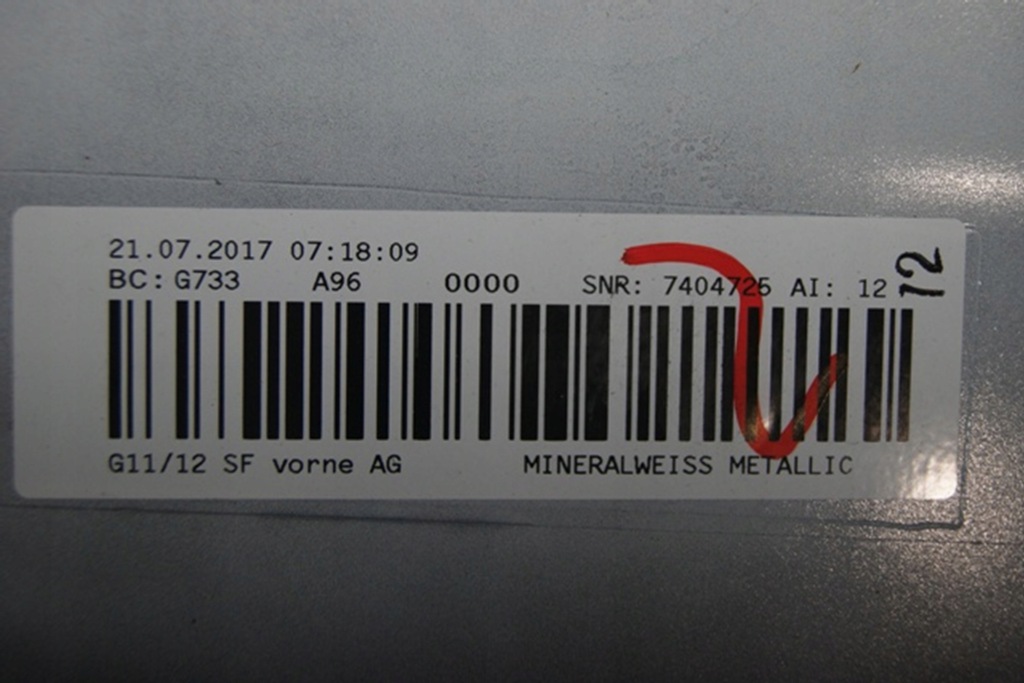 21.07.2017 07:18:09
BC: G733 A96 0000 SNR: 7404725 AI: 12
12
G11/12 SF vorne AG MINERALWEISS METALLIC